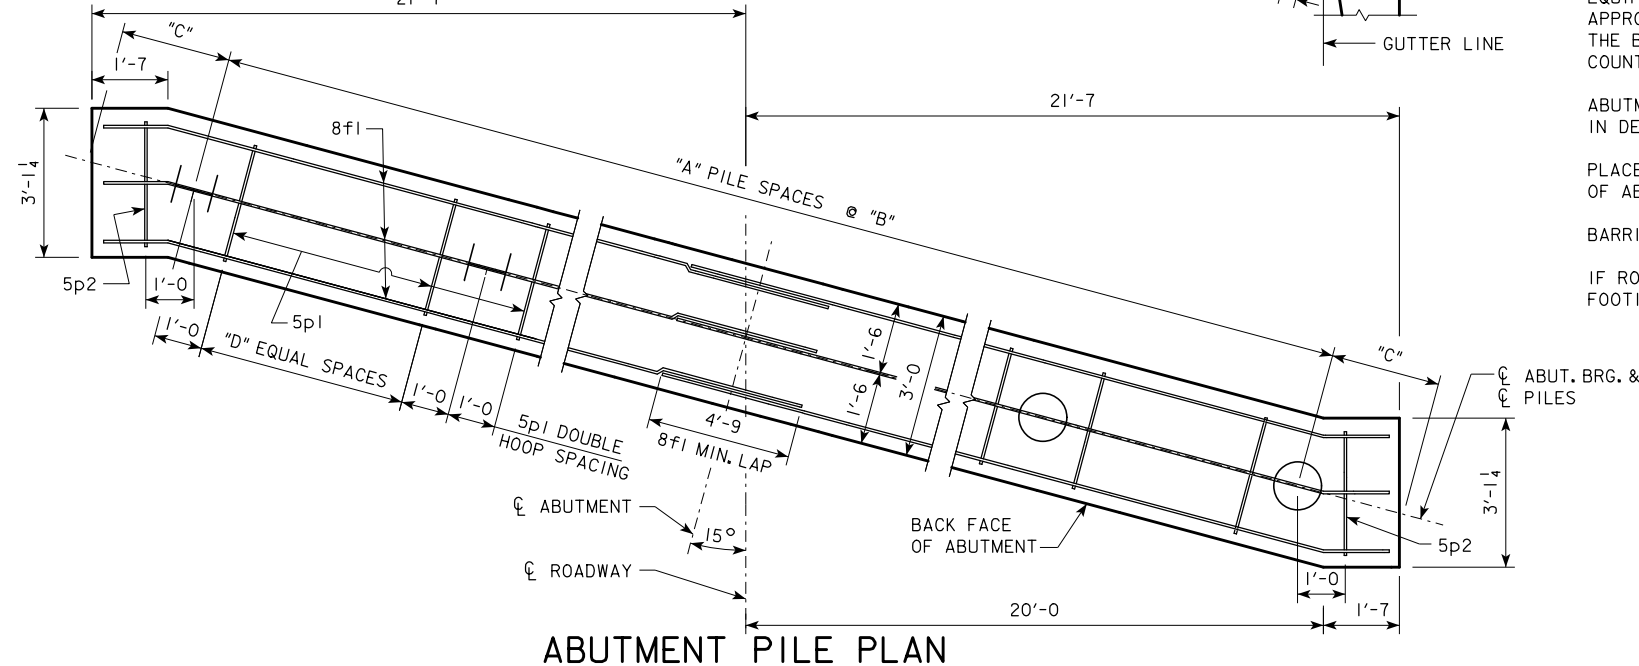 "C"
1'-7
GUTTER LINE
21'-7
8f1
"A" PILE SPACES @ "B"
3'-1 1/4
5p2
1'-0
5p1
1'-0
"D" EQUAL SPACES
1'-0
1'-0
5p1 DOUBLE
HOOP SPACING
4'-9
8f1 MIN. LAP
1'-6
1'-6
3'-0
"C"
℄ ABUT. BRG. &
℄ PILES
3'-1 1/4
5p2
1'-0
BACK FACE
OF ABUTMENT
℄ ABUTMENT
15°
℄ ROADWAY
20'-0
1'-7
ABUTMENT PILE PLAN
THE
COUNT
ABUTM
IN DE
PLACE
OF AB
BARRI
IF RO
FOOTI